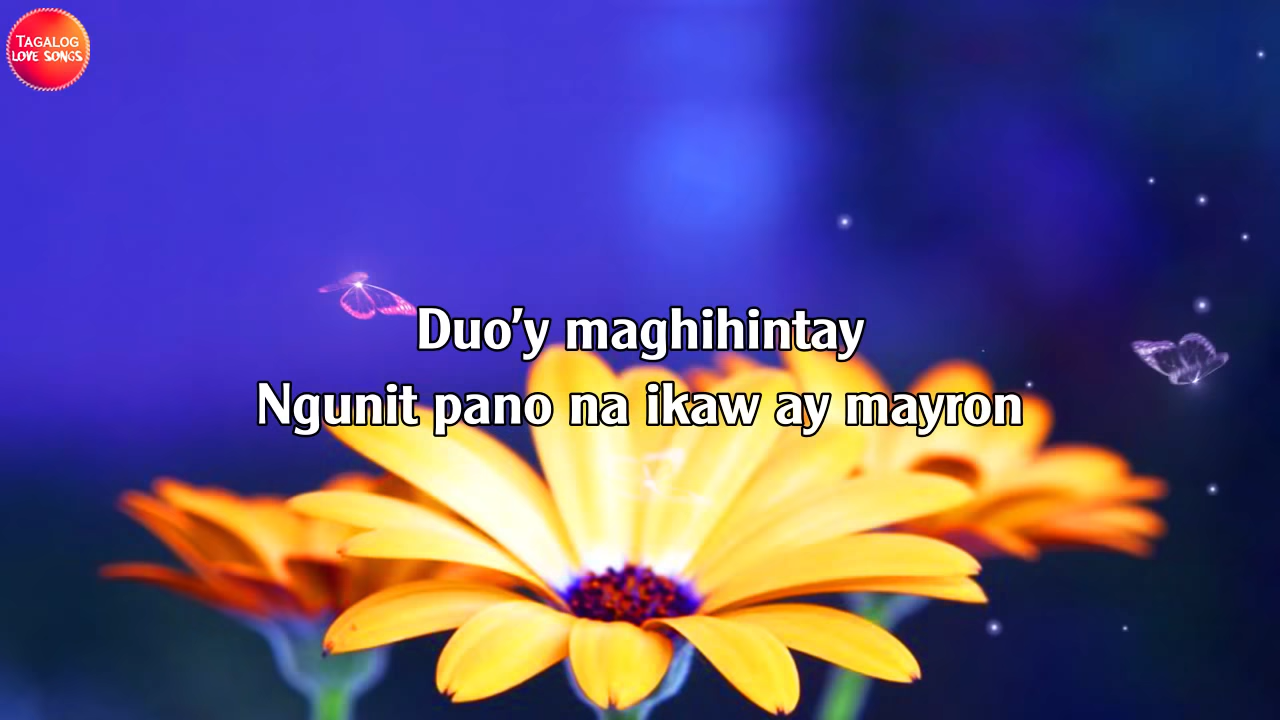 TAGALOG
LOVE SONGS
Duo'y maghihintay
Ngunit pano na ikaw ay mayron